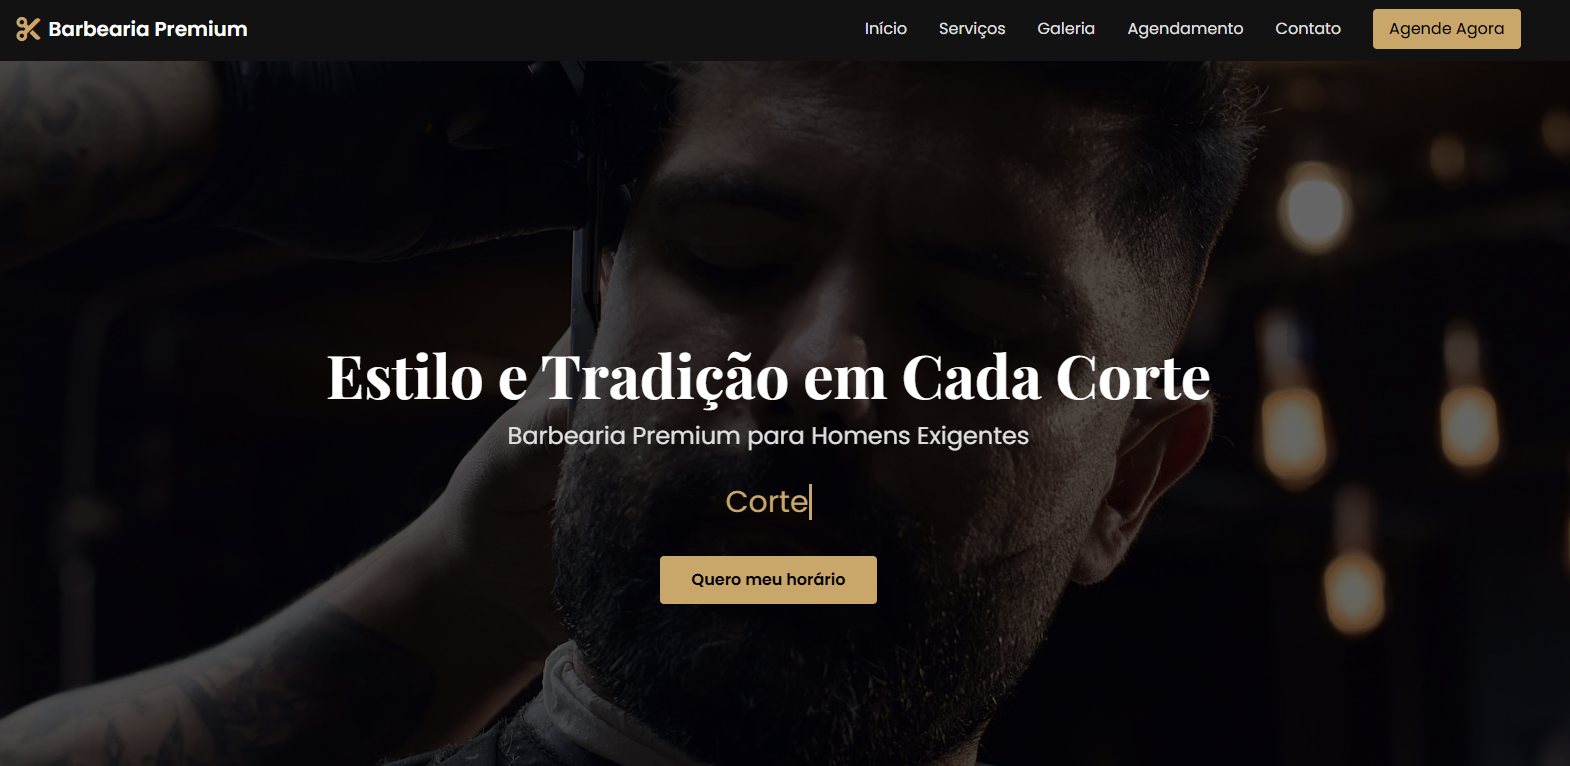 Barbearia Premium
Início Serviços Galeria Agendamento Contato Agende Agora
Estilo e Tradição em Cada Corte
Barbearia Premium para Homens Exigentes
Corte
Quero meu horário